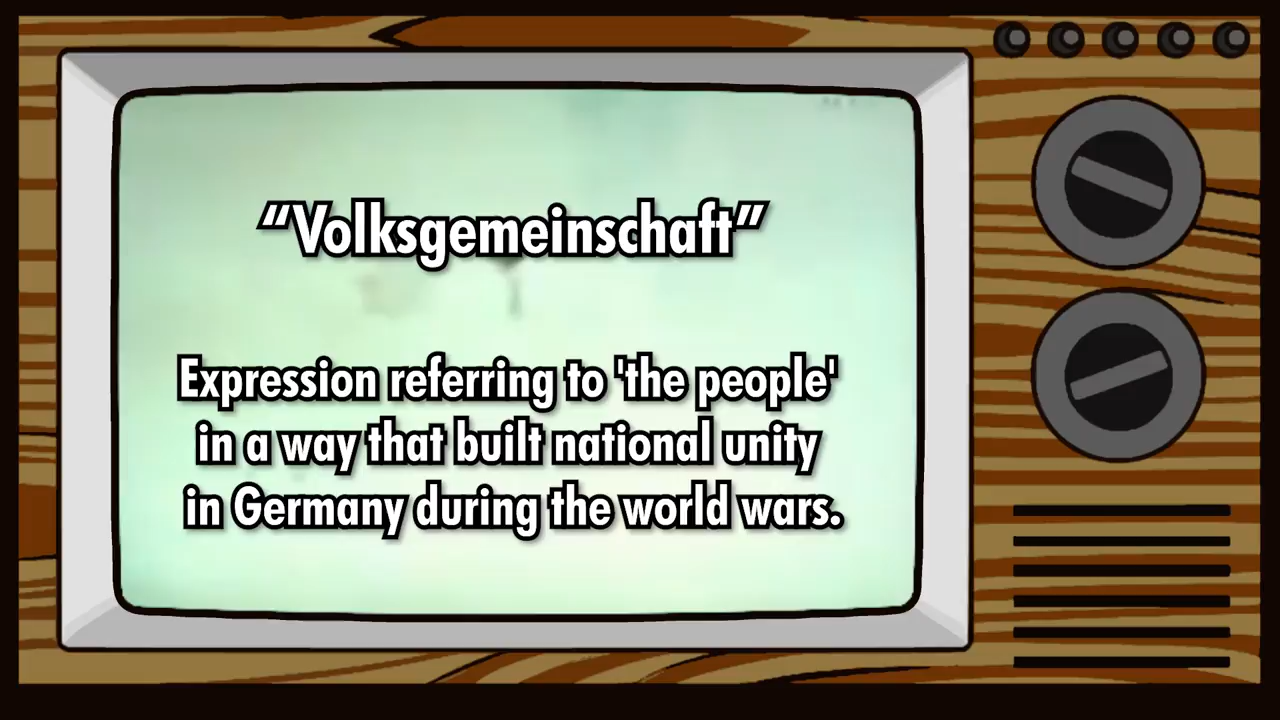 “Volksgemeinschaft”
Expression referring to 'the people'
in a way that built national unity
in Germany during the world wars.